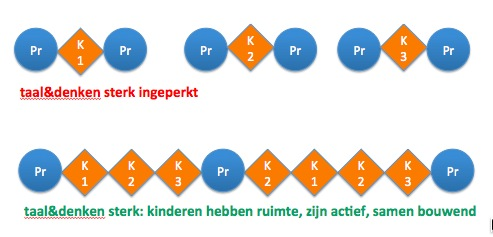 Pr K 1 Pr Pr K 2 Pr Pr K 3 Pr
taal&denken sterk ingeperkt
Pr K 1 K 2 K 3 Pr K 2 K 1 K 2 K 3 Pr
taal&denken sterk: kinderen hebben ruimte, zijn actief, samen bouwend